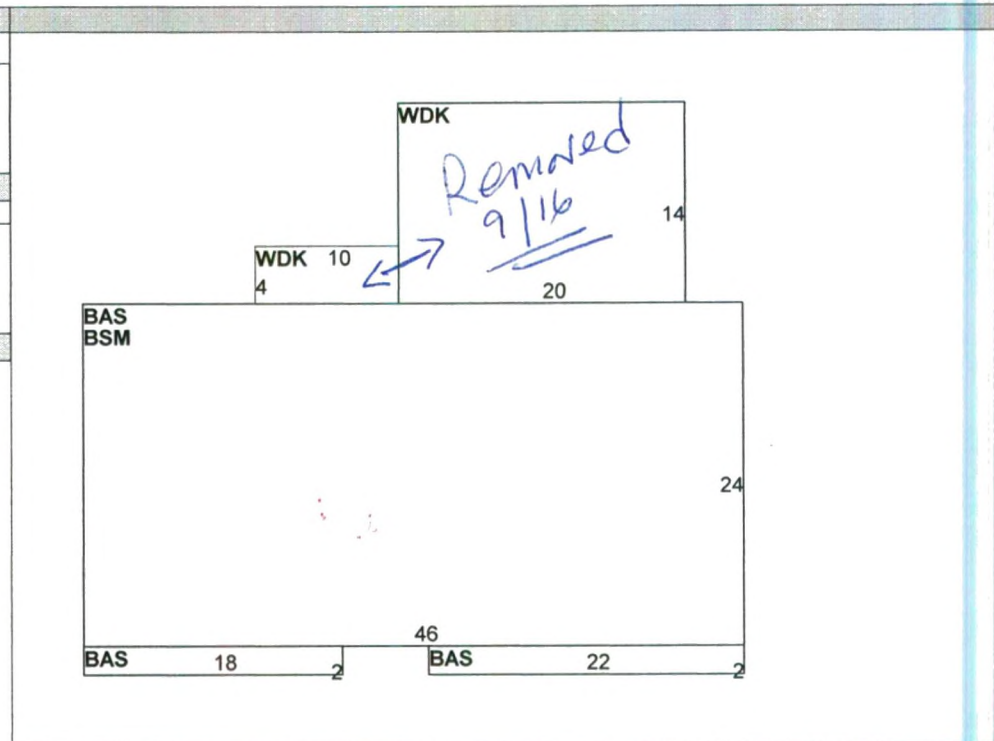 WDK
Removed
9/16
14
WDK 10
4
20
BAS
BSM
24
46
BAS 18 2
BAS 22 2